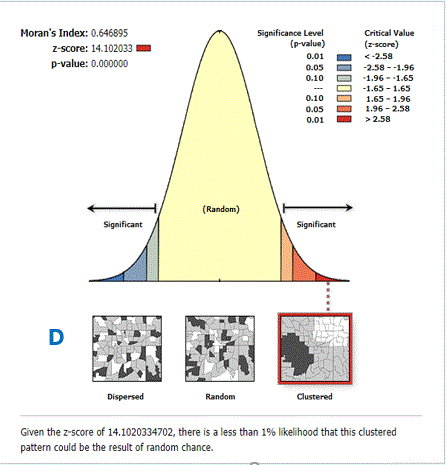 Moran's Index: 0.646895
z-score: 14.102033
p-value: 0.000000
Significance Level
(p-value)
Critical Value
(z-score)
0.01 < -2.58
0.05 -2.58 – -1.96
0.10 -1.96 – -1.65
--- -1.65 – 1.65
0.10 1.65 – 1.96
0.05 1.96 – 2.58
0.01 > 2.58
(Random)
Significant Significant
D
Dispersed Random Clustered
Given the z-score of 14.1020334702, there is a less than 1% likelihood that this clustered
pattern could be the result of random chance.